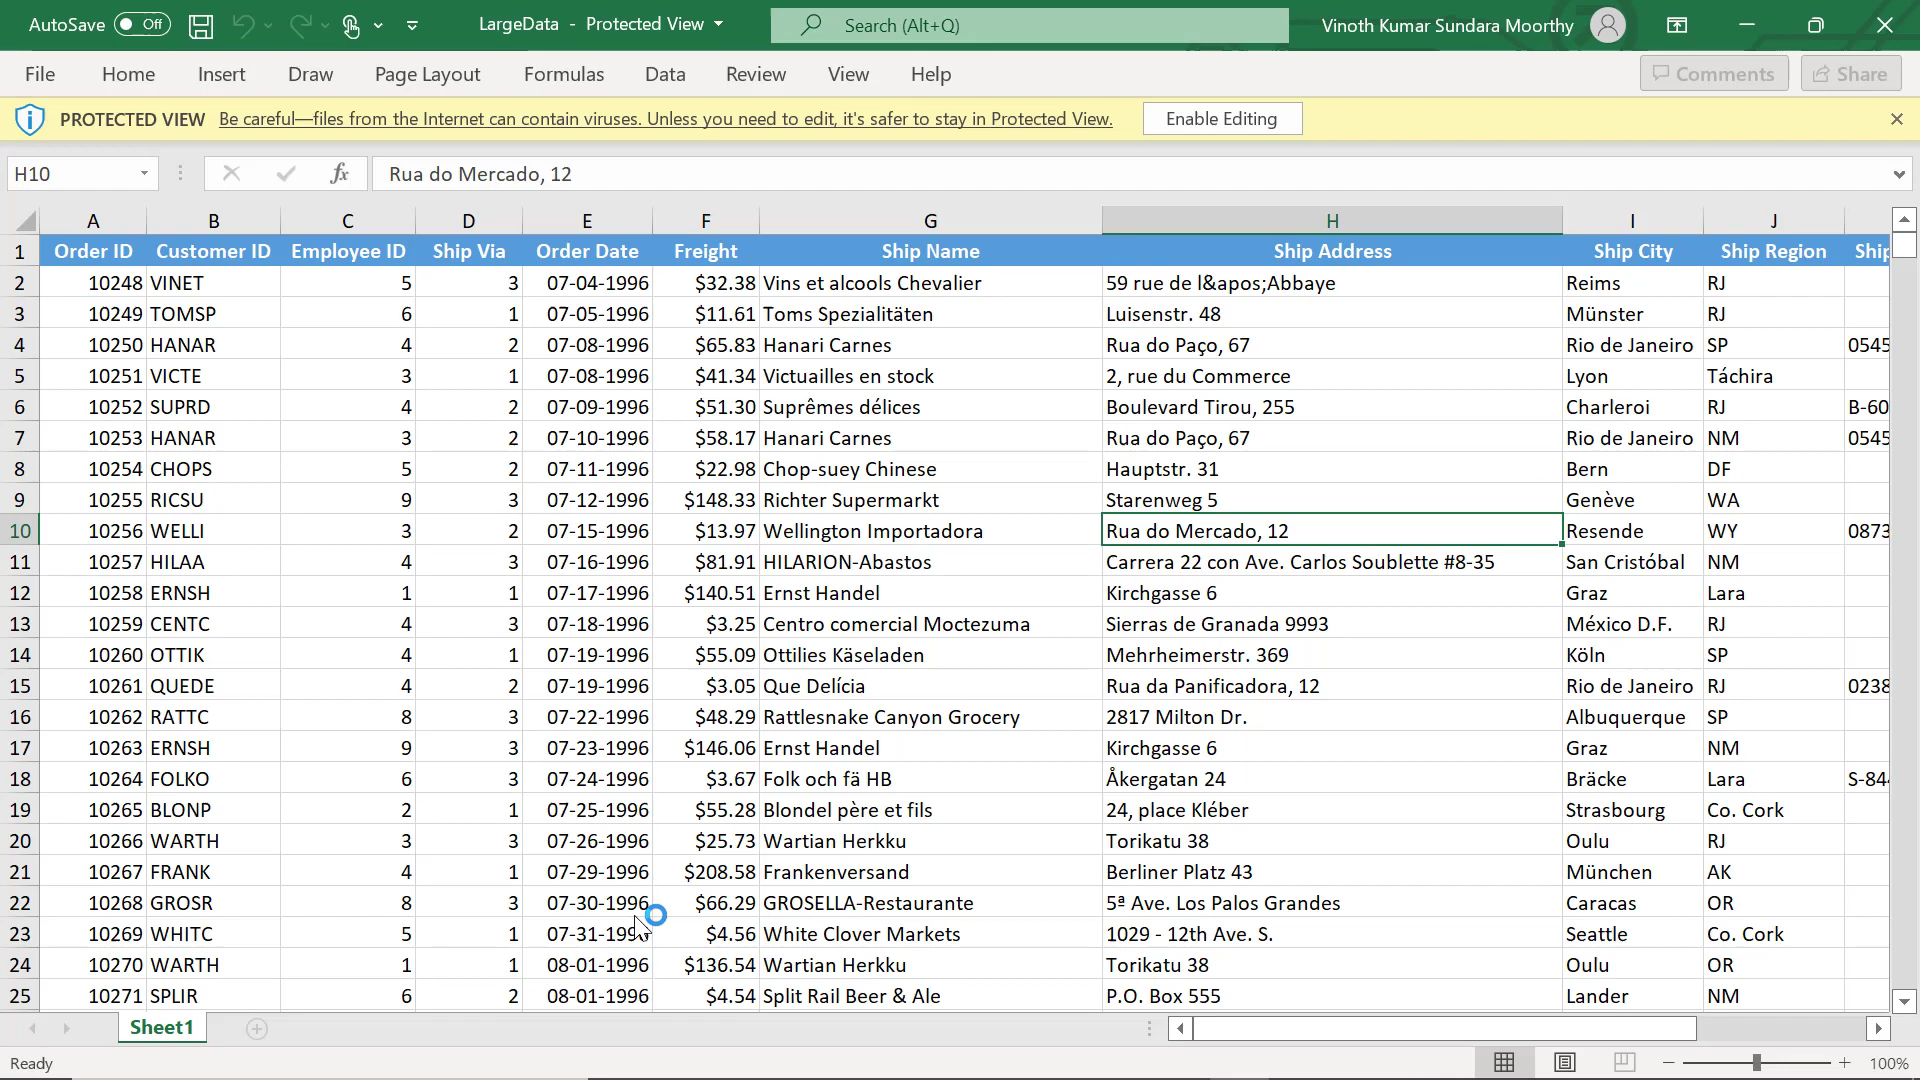 AutoSave Off LargeData - Protected View Search (Alt+Q) Vinoth Kumar Sundara Moorthy
File Home Insert Draw Page Layout Formulas Data Review View Help Comments Share
PROTECTED VIEW Be careful—files from the Internet can contain viruses. Unless you need to edit, it's safer to stay in Protected View. Enable Editing
H10 fx Rua do Mercado, 12
A B C D E F G H I J
1 Order ID Customer ID Employee ID Ship Via Order Date Freight Ship Name Ship Address Ship City Ship Region Ship
2 10248 VINET 5 3 07-04-1996 $32.38 Vins et alcools Chevalier 59 rue de l&apos;Abbaye Reims RJ
3 10249 TOMSP 6 1 07-05-1996 $11.61 Toms Spezialitäten Luisenstr. 48 Münster RJ
4 10250 HANAR 4 2 07-08-1996 $65.83 Hanari Carnes Rua do Paço, 67 Rio de Janeiro SP 0545
5 10251 VICTE 3 1 07-08-1996 $41.34 Victuailles en stock 2, rue du Commerce Lyon Táchira
6 10252 SUPRD 4 2 07-09-1996 $51.30 Suprêmes délices Boulevard Tirou, 255 Charleroi RJ B-60
7 10253 HANAR 3 2 07-10-1996 $58.17 Hanari Carnes Rua do Paço, 67 Rio de Janeiro NM 0545
8 10254 CHOPS 5 2 07-11-1996 $22.98 Chop-suey Chinese Hauptstr. 31 Bern DF
9 10255 RICSU 9 3 07-12-1996 $148.33 Richter Supermarkt Starenweg 5 Genève WA
10 10256 WELLI 3 2 07-15-1996 $13.97 Wellington Importadora Rua do Mercado, 12 Resende WY 0873
11 10257 HILAA 4 3 07-16-1996 $81.91 HILARION-Abastos Carrera 22 con Ave. Carlos Soublette #8-35 San Cristóbal NM
12 10258 ERNSH 1 1 07-17-1996 $140.51 Ernst Handel Kirchgasse 6 Graz Lara
13 10259 CENTC 4 3 07-18-1996 $3.25 Centro comercial Moctezuma Sierras de Granada 9993 México D.F. RJ
14 10260 OTTIK 4 1 07-19-1996 $55.09 Ottilies Käseladen Mehrheimerstr. 369 Köln SP
15 10261 QUEDE 4 2 07-19-1996 $3.05 Que Delícia Rua da Panificadora, 12 Rio de Janeiro RJ 0238
16 10262 RATTC 8 3 07-22-1996 $48.29 Rattlesnake Canyon Grocery 2817 Milton Dr. Albuquerque SP
17 10263 ERNSH 9 3 07-23-1996 $146.06 Ernst Handel Kirchgasse 6 Graz NM
18 10264 FOLKO 6 3 07-24-1996 $3.67 Folk och fä HB Åkergatan 24 Bräcke Lara S-844
19 10265 BLONP 2 1 07-25-1996 $55.28 Blondel père et fils 24, place Kléber Strasbourg Co. Cork
20 10266 WARTH 3 3 07-26-1996 $25.73 Wartian Herkku Torikatu 38 Oulu RJ
21 10267 FRANK 4 1 07-29-1996 $208.58 Frankenversand Berliner Platz 43 München AK
22 10268 GROSR 8 3 07-30-1996 $66.29 GROSELLA-Restaurante 5ª Ave. Los Palos Grandes Caracas OR
23 10269 WHITC 5 1 07-31-1996 $4.56 White Clover Markets 1029 - 12th Ave. S. Seattle Co. Cork
24 10270 WARTH 1 1 08-01-1996 $136.54 Wartian Herkku Torikatu 38 Oulu OR
25 10271 SPLIR 6 2 08-01-1996 $4.54 Split Rail Beer & Ale P.O. Box 555 Lander NM
Sheet1
Ready 100%